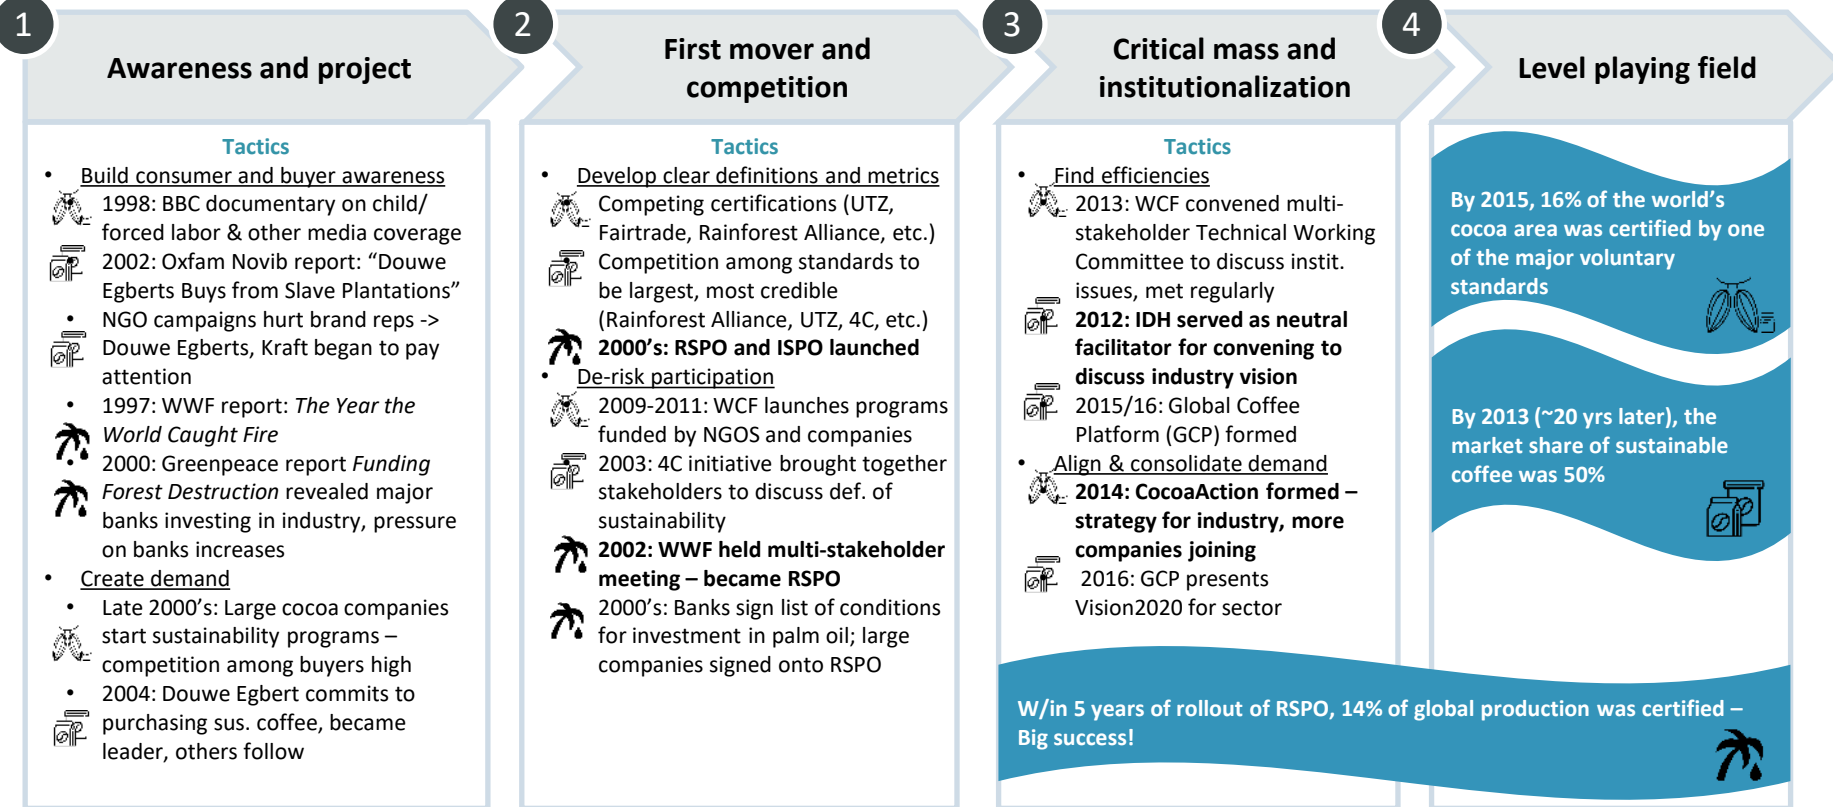 1
Awareness and project
2
First mover and
competition
3
Critical mass and
institutionalization
4
Level playing field
Tactics
• Build consumer and buyer awareness
1998: BBC documentary on child/
forced labor & other media coverage
2002: Oxfam Novib report: “Douwe
Egberts Buys from Slave Plantations”
• NGO campaigns hurt brand reps ->
Douwe Egberts, Kraft began to pay
attention
• 1997: WWF report: The Year the
World Caught Fire
• 2000: Greenpeace report Funding
Forest Destruction revealed major
banks investing in industry, pressure
on banks increases
• Create demand
• Late 2000’s: Large cocoa companies
start sustainability programs –
competition among buyers high
• 2004: Douwe Egbert commits to
purchasing sus. coffee, became
leader, others follow
Tactics
• Develop clear definitions and metrics
Competing certifications (UTZ,
Fairtrade, Rainforest Alliance, etc.)
Competition among standards to
be largest, most credible
(Rainforest Alliance, UTZ, 4C, etc.)
2000’s: RSPO and ISPO launched
• De-risk participation
2009-2011: WCF launches programs
funded by NGOS and companies
2003: 4C initiative brought together
stakeholders to discuss def. of
sustainability
2002: WWF held multi-stakeholder
meeting – became RSPO
2000’s: Banks sign list of conditions
for investment in palm oil; large
companies signed onto RSPO
Tactics
• Find efficiencies
2013: WCF convened multi-
stakeholder Technical Working
Committee to discuss instit.
issues, met regularly
2012: IDH served as neutral
facilitator for convening to
discuss industry vision
2015/16: Global Coffee
Platform (GCP) formed
• Align & consolidate demand
2014: CocoaAction formed –
strategy for industry, more
companies joining
2016: GCP presents
Vision2020 for sector
By 2015, 16% of the world’s
cocoa area was certified by one
of the major voluntary
standards
By 2013 (~20 yrs later), the
market share of sustainable
coffee was 50%
W/in 5 years of rollout of RSPO, 14% of global production was certified –
Big success!